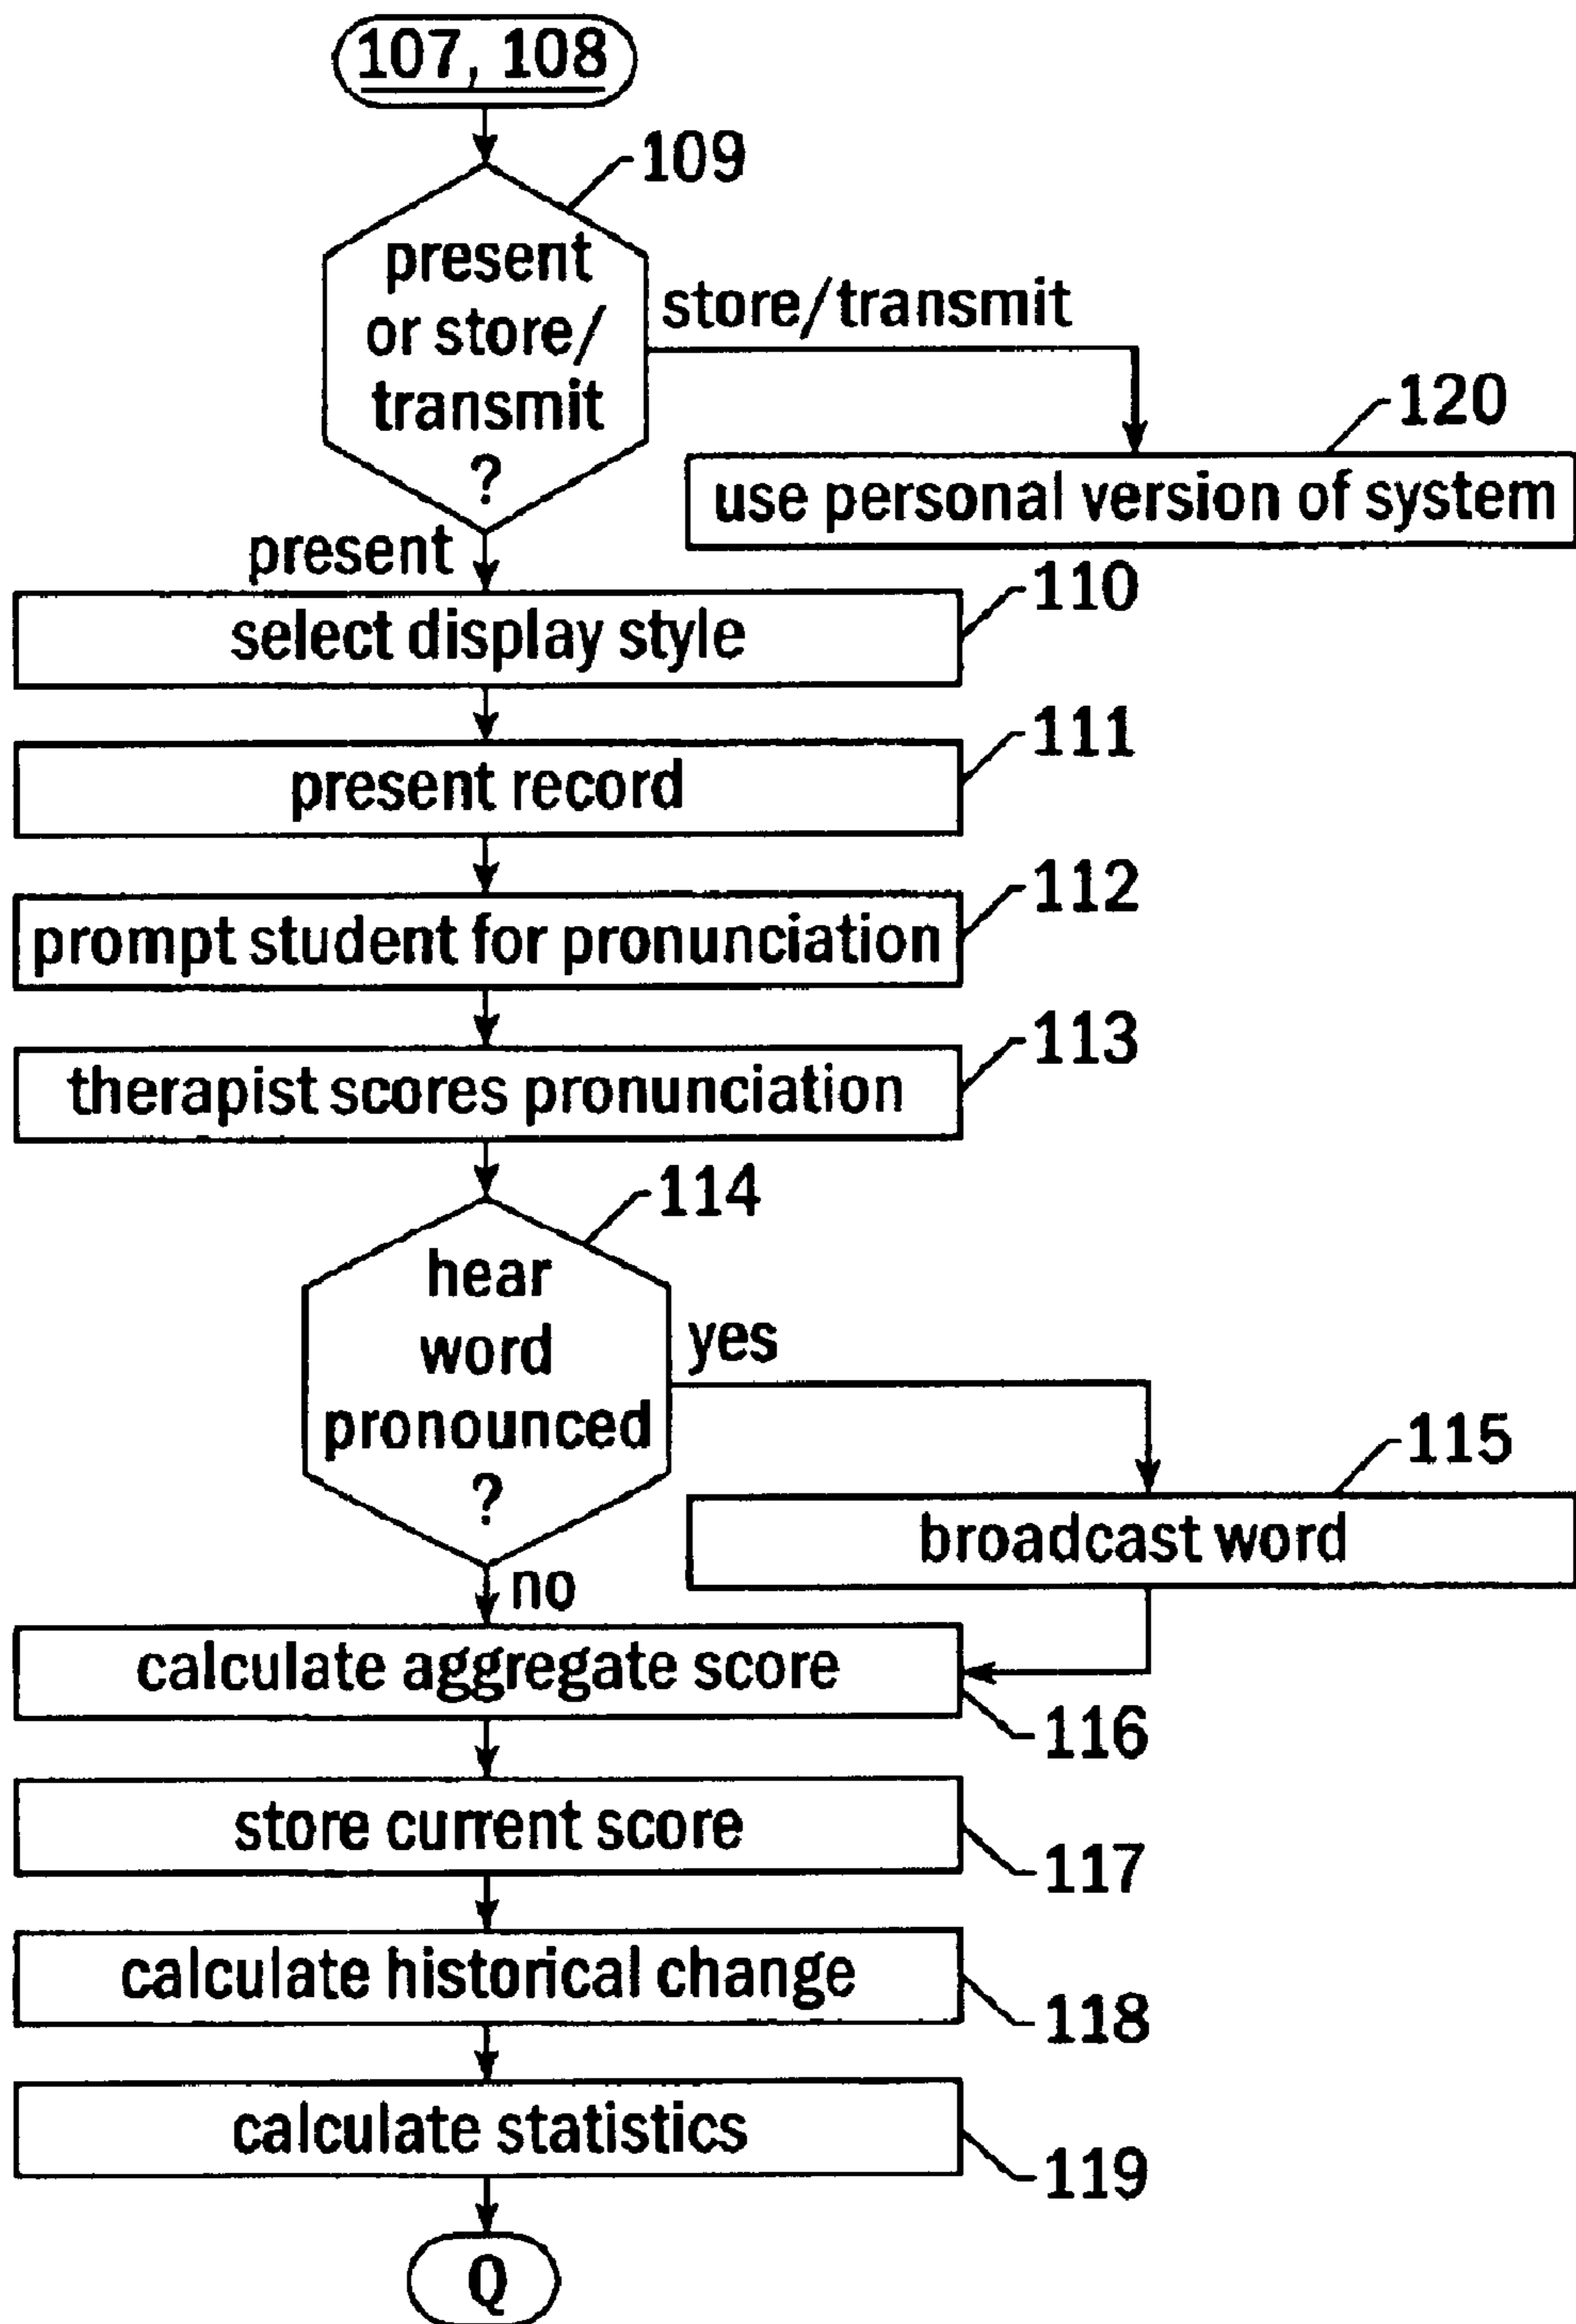 107, 108
109
present
or store/
transmit
?
store/transmit
120
use personal version of system
present
110
select display style
111
present record
112
prompt student for pronunciation
113
therapist scores pronunciation
114
hear
word
pronounced
?
yes
115
broadcast word
no
calculate aggregate score
116
store current score
117
calculate historical change
118
calculate statistics
119
Q